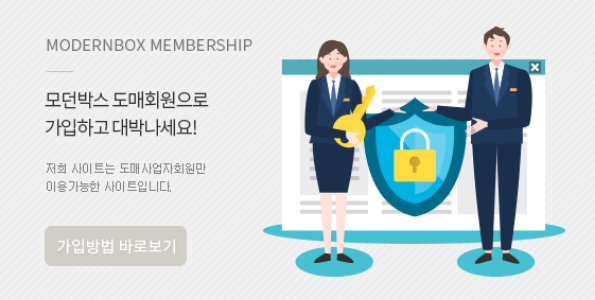 MODERNBOX MEMBERSHIP
모던박스 도매회원으로
가입하고 대박나세요!
저희 사이트는 도매사업자회원만
이용가능한 사이트입니다.
가입방법 바로보기